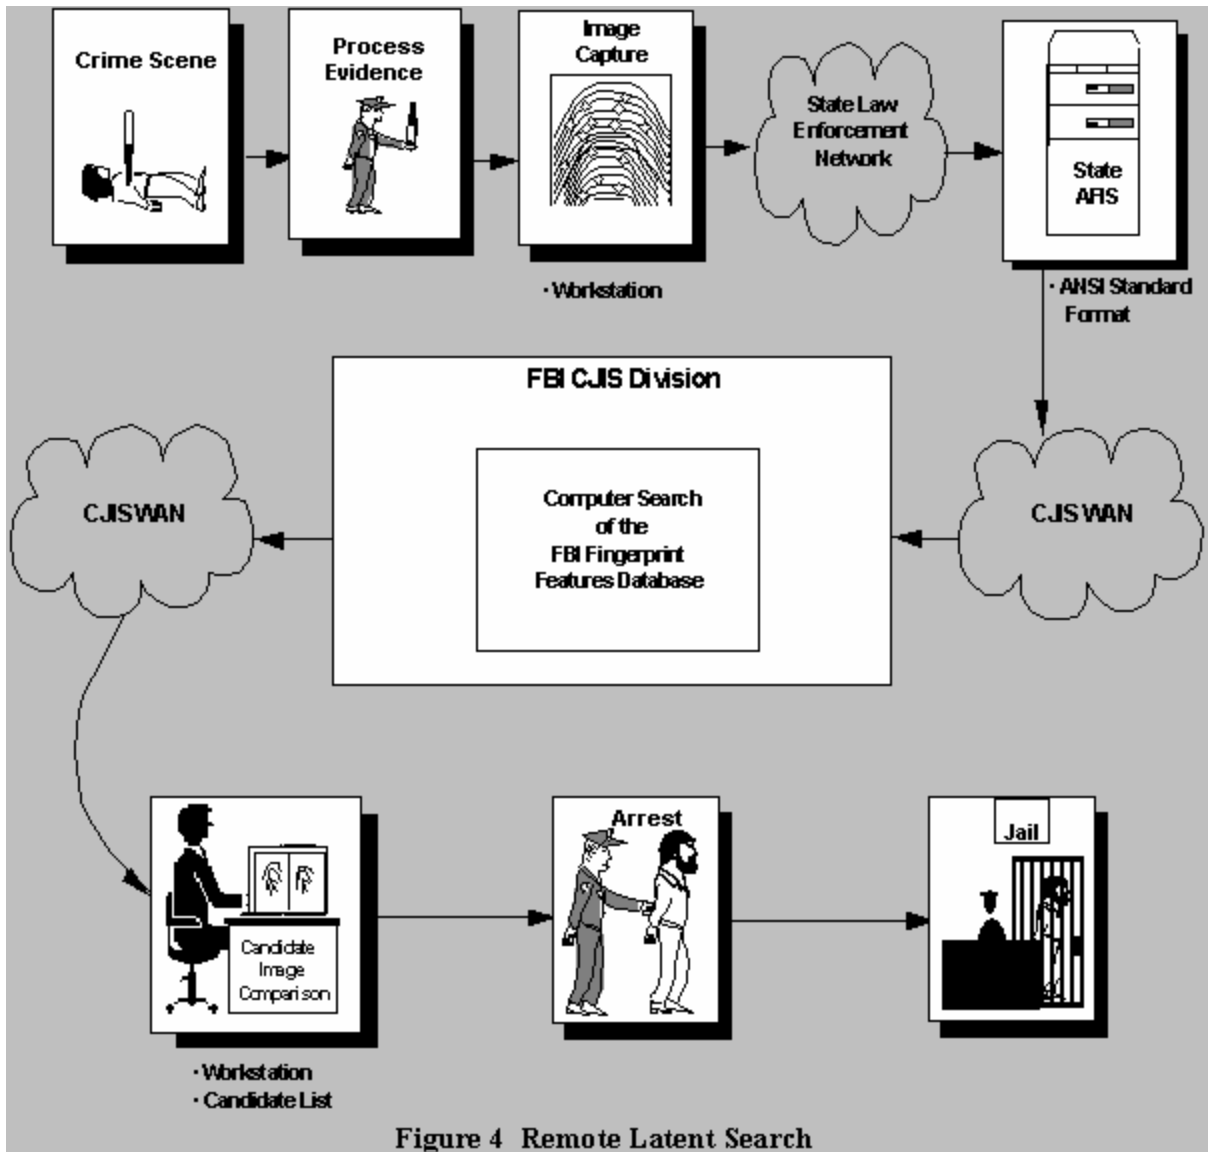 Crime Scene
Process
Evidence
Image
Capture
· Workstation
State Law
Enforcement
Network
State
AFIS
· ANSI Standard
Format
FBI CJIS Division
Computer Search
of the
FBI Fingerprint
Features Database
CJIS WAN
CJIS WAN
Candidate
Image
Comparison
· Workstation
· Candidate List
Arrest
Jail
Figure 4 Remote Latent Search